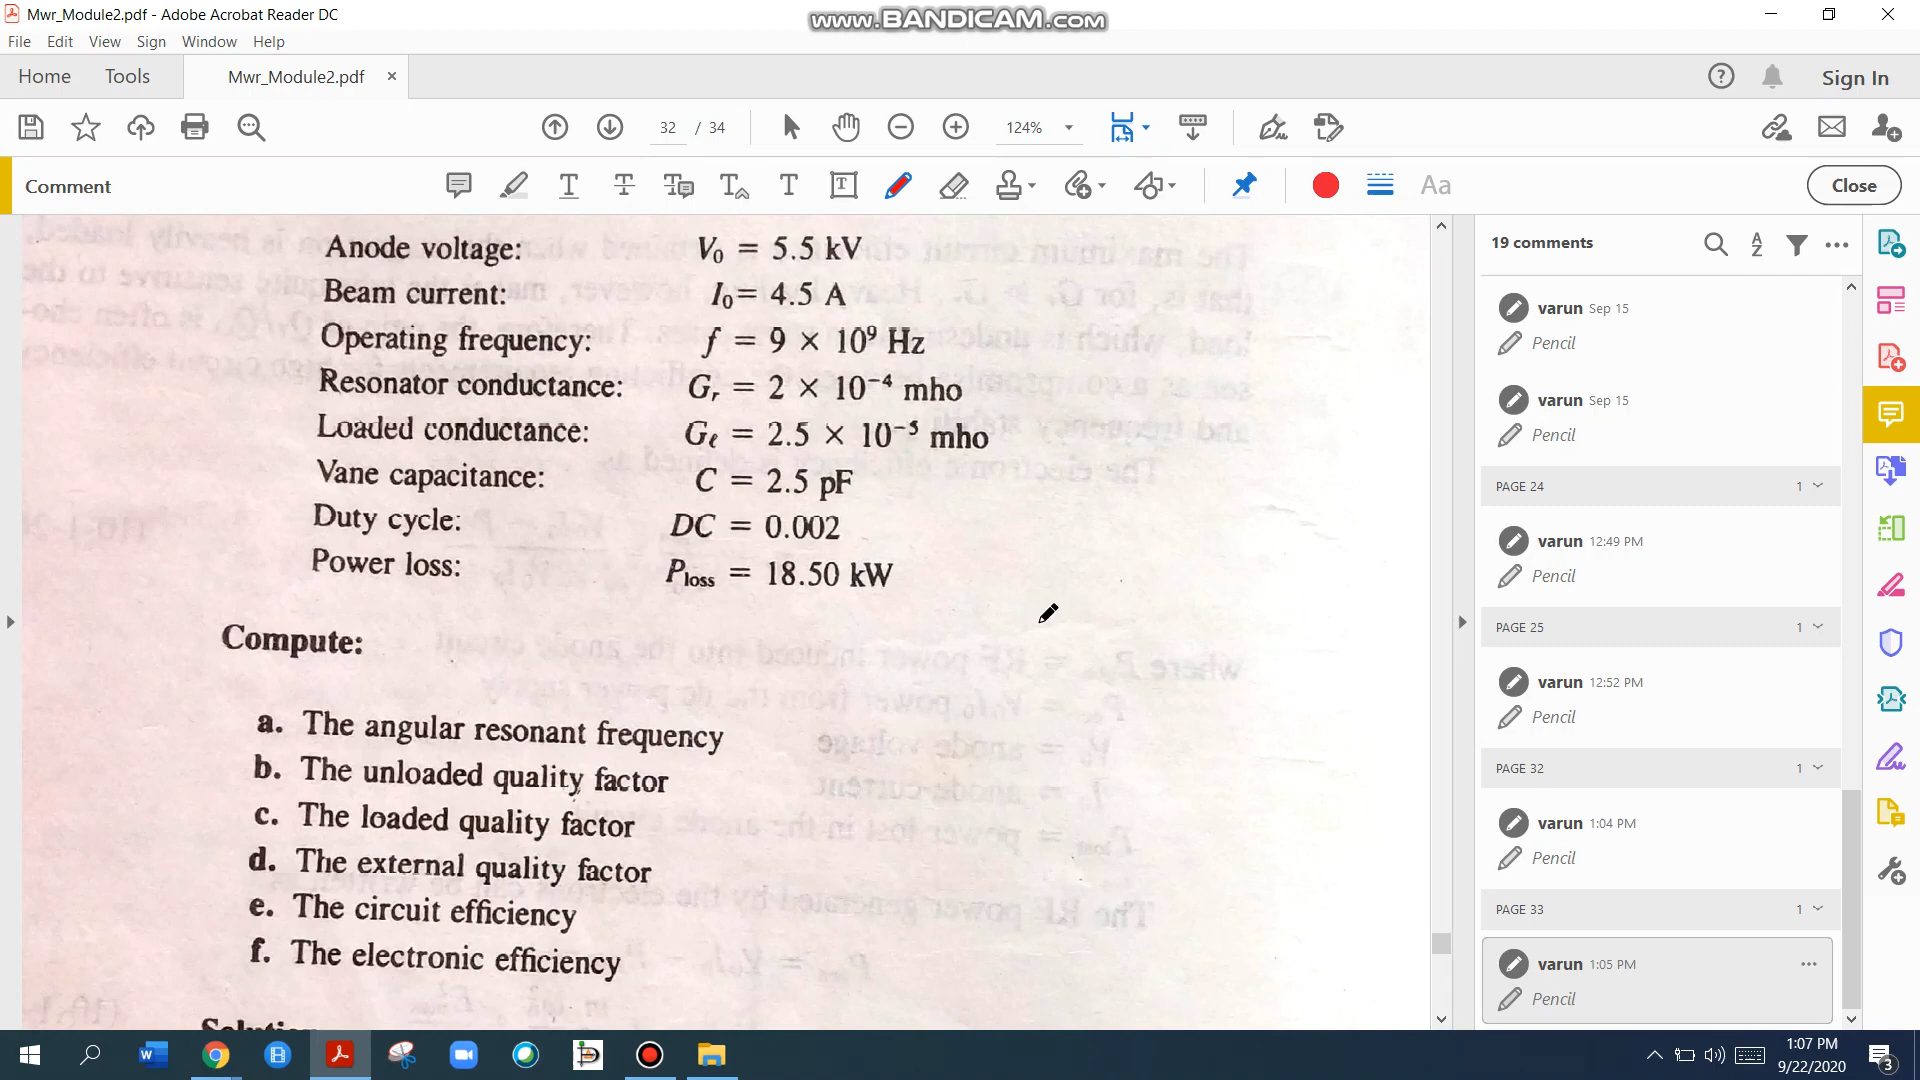 Mwr_Module2.pdf - Adobe Acrobat Reader DC
www.BANDICAM.com
File Edit View Sign Window Help
Home Tools Mwr_Module2.pdf × Sign In
32 / 34 124%
Comment Aa Close
Anode voltage: V₀ = 5.5 kV
Beam current: I₀ = 4.5 A
Operating frequency: f = 9 × 10⁹ Hz
Resonator conductance: Gᵣ = 2 × 10⁻⁴ mho
Loaded conductance: Gℓ = 2.5 × 10⁻⁵ mho
Vane capacitance: C = 2.5 pF
Duty cycle: DC = 0.002
Power loss: Ploss = 18.50 kW
Compute:
a. The angular resonant frequency
b. The unloaded quality factor
c. The loaded quality factor
d. The external quality factor
e. The circuit efficiency
f. The electronic efficiency
Solution
19 comments
varun Sep 15
Pencil
varun Sep 15
Pencil
PAGE 24 1
varun 12:49 PM
Pencil
PAGE 25 1
varun 12:52 PM
Pencil
PAGE 32 1
varun 1:04 PM
Pencil
PAGE 33 1
varun 1:05 PM
Pencil
1:07 PM
9/22/2020
3